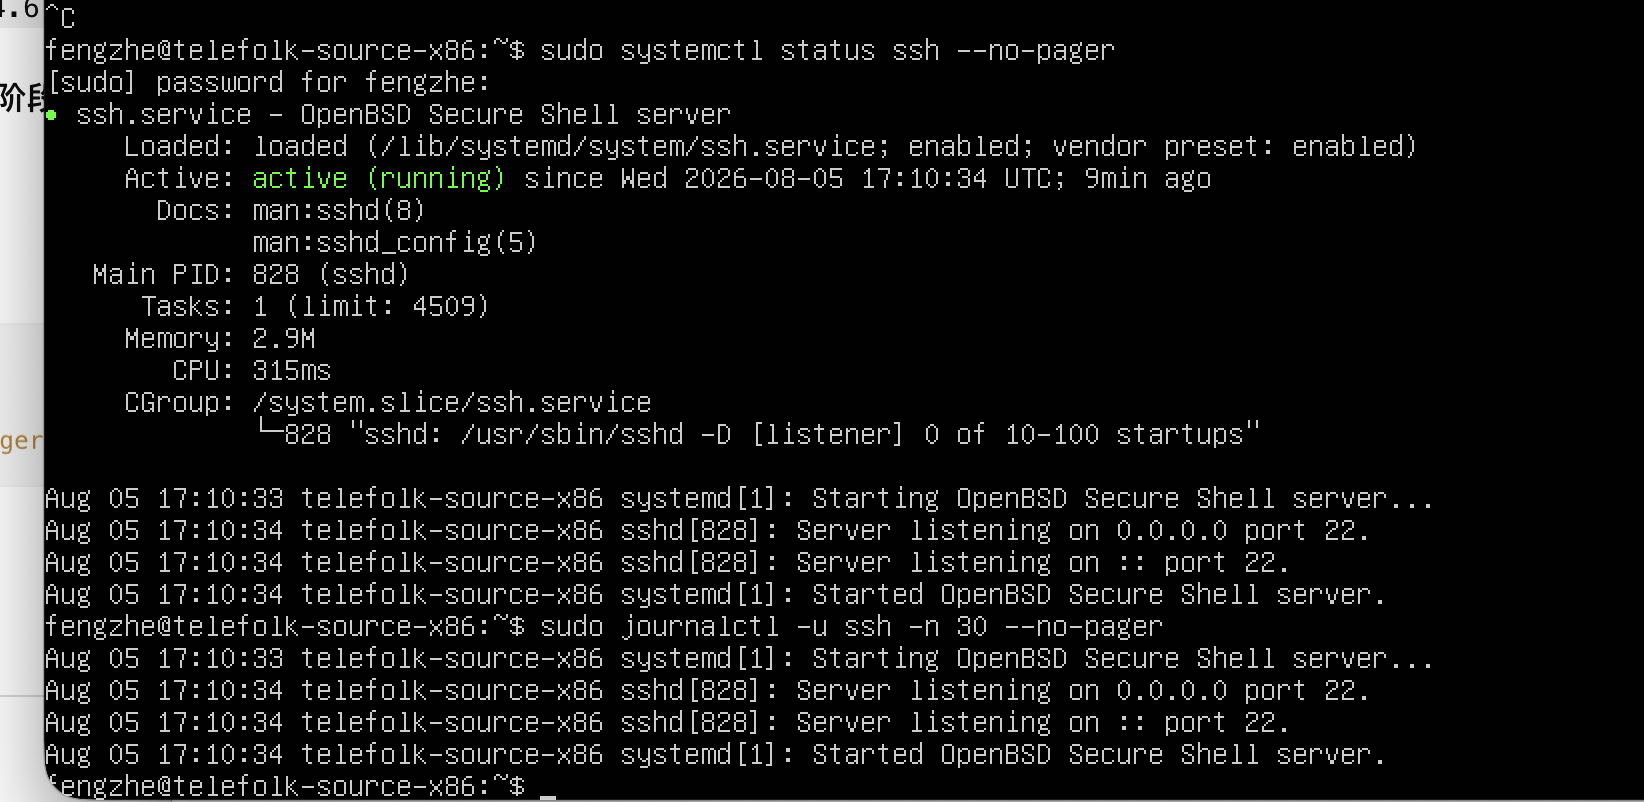 4.6
^C
fengzhe@telefolk-source-x86:~$ sudo systemctl status ssh --no-pager
[sudo] password for fengzhe:
阶段
● ssh.service - OpenBSD Secure Shell server
Loaded: loaded (/lib/systemd/system/ssh.service; enabled; vendor preset: enabled)
Active: active (running) since Wed 2026-08-05 17:10:34 UTC; 9min ago
Docs: man:sshd(8)
man:sshd_config(5)
Main PID: 828 (sshd)
Tasks: 1 (limit: 4509)
Memory: 2.9M
CPU: 315ms
CGroup: /system.slice/ssh.service
└─828 "sshd: /usr/sbin/sshd -D [listener] 0 of 10-100 startups"
ger
Aug 05 17:10:33 telefolk-source-x86 systemd[1]: Starting OpenBSD Secure Shell server...
Aug 05 17:10:34 telefolk-source-x86 sshd[828]: Server listening on 0.0.0.0 port 22.
Aug 05 17:10:34 telefolk-source-x86 sshd[828]: Server listening on :: port 22.
Aug 05 17:10:34 telefolk-source-x86 systemd[1]: Started OpenBSD Secure Shell server.
fengzhe@telefolk-source-x86:~$ sudo journalctl -u ssh -n 30 --no-pager
Aug 05 17:10:33 telefolk-source-x86 systemd[1]: Starting OpenBSD Secure Shell server...
Aug 05 17:10:34 telefolk-source-x86 sshd[828]: Server listening on 0.0.0.0 port 22.
Aug 05 17:10:34 telefolk-source-x86 sshd[828]: Server listening on :: port 22.
Aug 05 17:10:34 telefolk-source-x86 systemd[1]: Started OpenBSD Secure Shell server.
fengzhe@telefolk-source-x86:~$